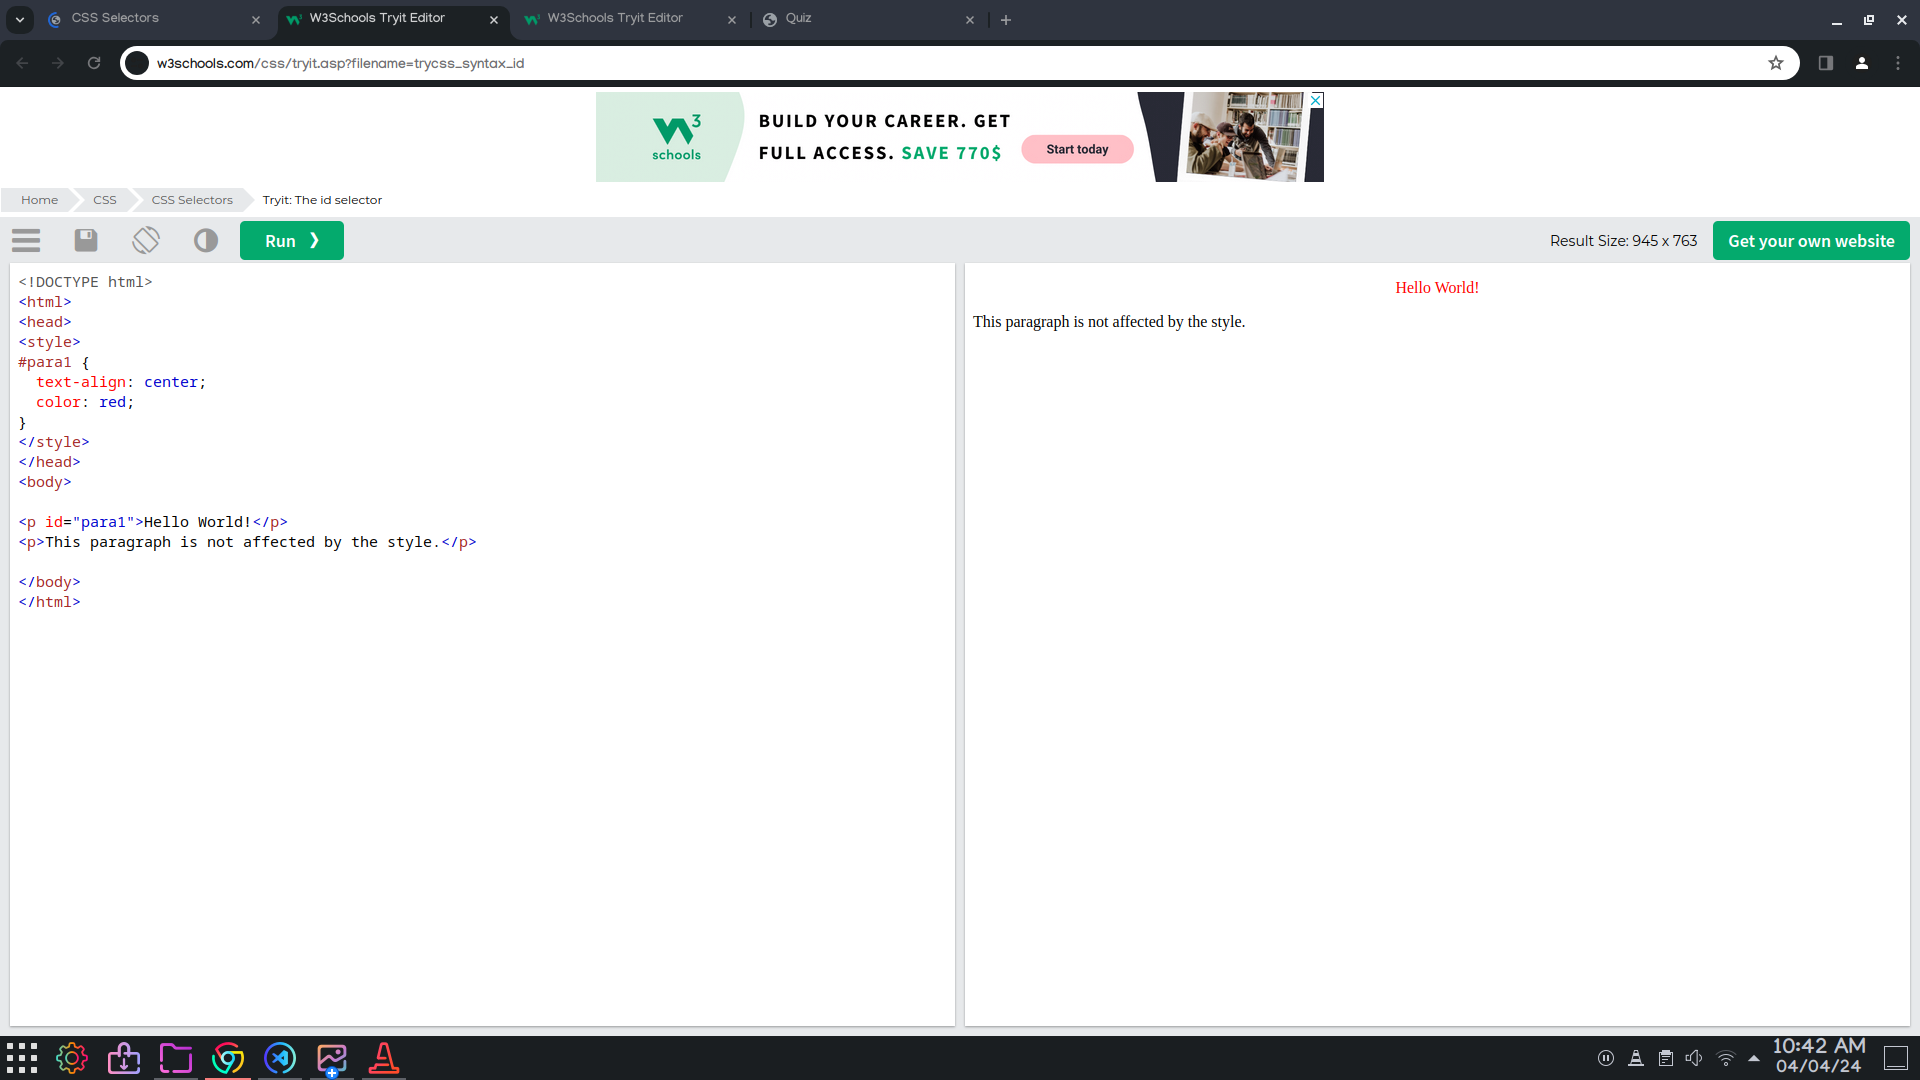 CSS Selectors
W3Schools Tryit Editor
W3Schools Tryit Editor
Quiz
w3schools.com/css/tryit.asp?filename=trycss_syntax_id
3
schools
BUILD YOUR CAREER. GET
FULL ACCESS. SAVE 770$
Start today
Home
CSS
CSS Selectors
Tryit: The id selector
Run ❯
Result Size: 945 x 763
Get your own website
<!DOCTYPE html>
<html>
<head>
<style>
#para1 {
  text-align: center;
  color: red;
}
</style>
</head>
<body>
<p id="para1">Hello World!</p>
<p>This paragraph is not affected by the style.</p>
</body>
</html>
Hello World!
This paragraph is not affected by the style.
10:42 AM
04/04/24